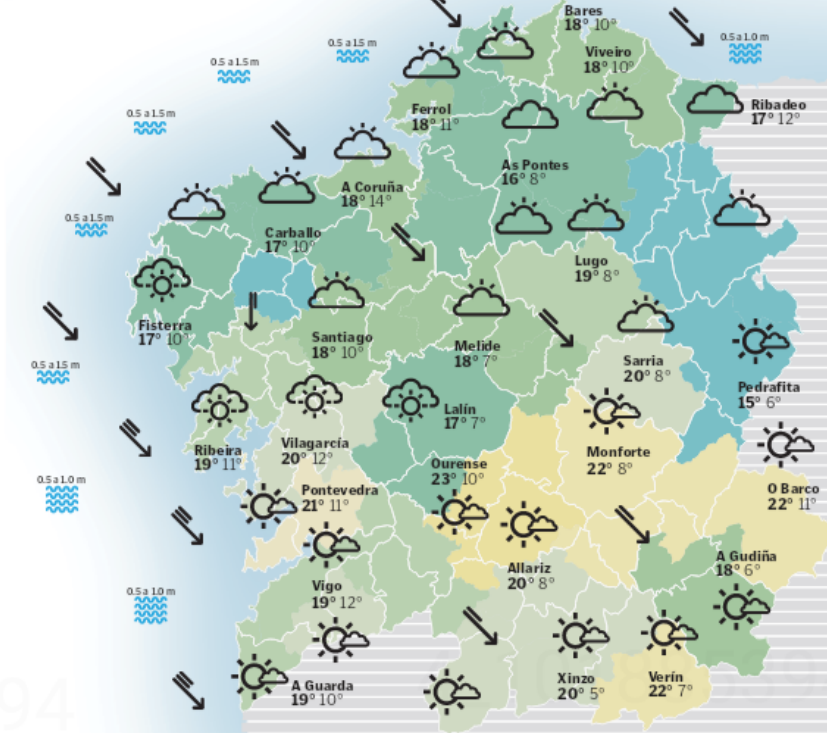 Bares
18° 10°
0.5 a 1.5 m
0.5 a 1.0 m
0.5 a 1.5 m
Viveiro
18° 10°
Ferrol
18° 11°
Ribadeo
17° 12°
0.5 a 1.5 m
As Pontes
16° 8°
A Coruña
18° 14°
0.5 a 1.5 m
Carballo
17° 10°
Lugo
19° 8°
Fisterra
17° 10°
Santiago
18° 10°
Melide
18° 7°
Sarria
20° 8°
0.5 a 1.5 m
Pedrafita
15° 6°
Lalín
17° 7°
Ribeira
19° 11°
Vilagarcía
20° 12°
Monforte
22° 8°
Ourense
23° 10°
0.5 a 1.0 m
Pontevedra
21° 11°
O Barco
22° 11°
A Gudiña
18° 6°
Allariz
20° 8°
0.5 a 1.0 m
Vigo
19° 12°
Xinzo
20° 5°
Verín
22° 7°
A Guarda
19° 10°
94